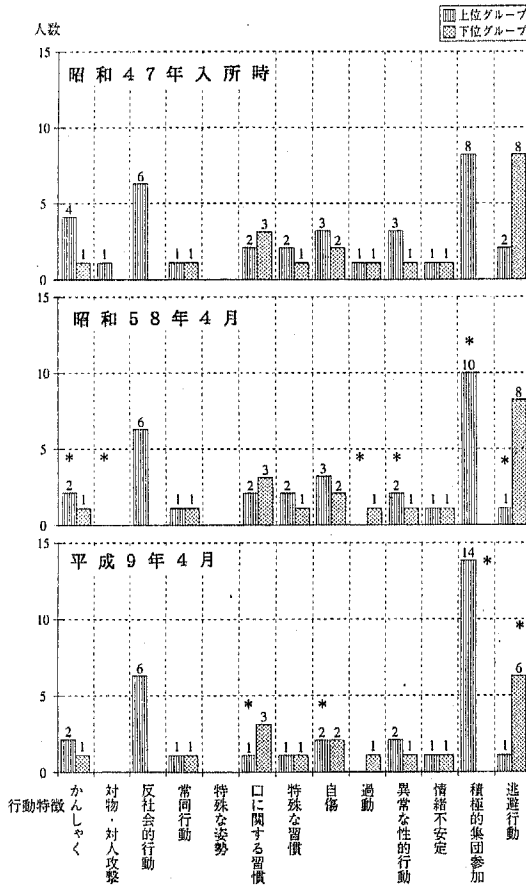 上位グループ
下位グループ
人数
15
昭和47年入所時
10
8 8
6
5
4
3 3 3
2 2 2 2
1 1 1 1 1 1 1 1 1 1
0
15
昭和58年4月
*
10
10
8
6
5
* * * * *
3 3
2 2 2 2 2
1 1 1 1 1 1 1 1 1 1
0
15
平成9年4月
14
*
10
*
6 6
5
* *
3
2 2 2 2
1 1 1 1 1 1 1 1 1 1 1 1
0
行動特徴
かんしゃく
対物・対人攻撃
反社会的行動
常同行動
特殊な姿勢
口に関する習慣
特殊な習慣
自傷
過動
異常な性的行動
情緒不安定
積極的集団参加
逃避行動